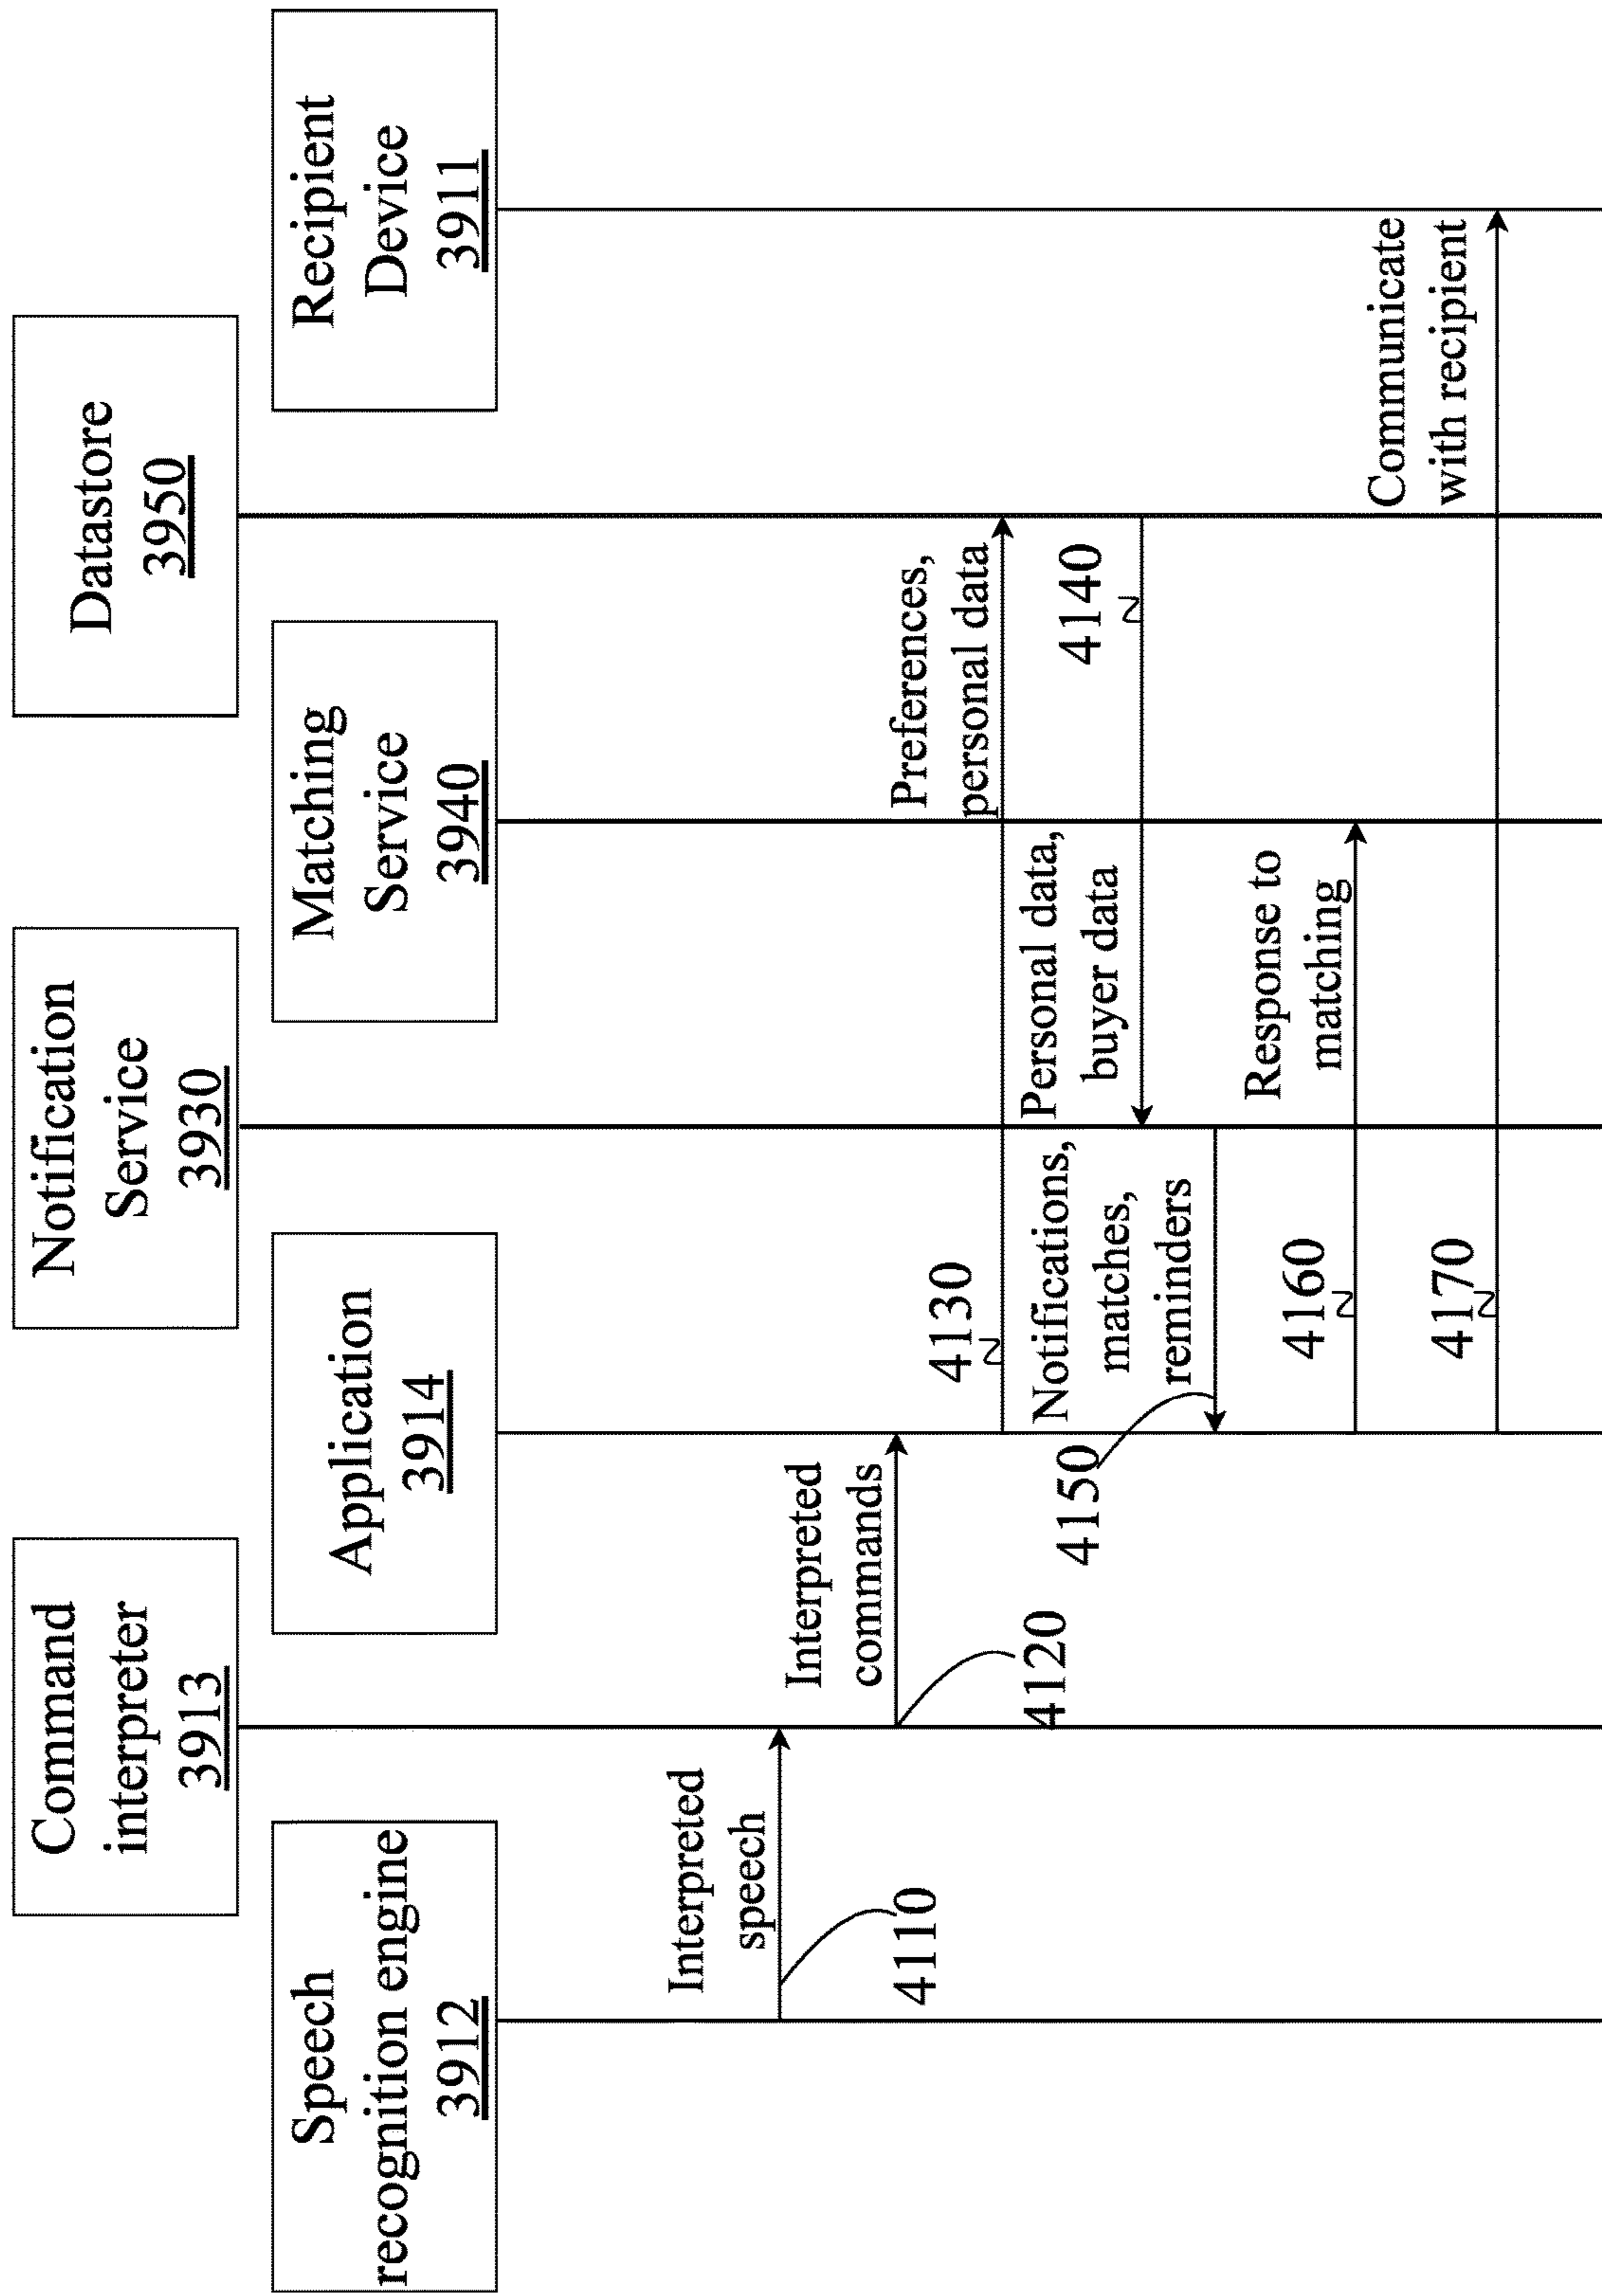 Command
interpreter
3913
Notification
Service
3930
Datastore
3950
Speech
recognition engine
3912
Application
3914
Matching
Service
3940
Recipient
Device
3911
Interpreted
speech
4110
Interpreted
commands
4120
Preferences,
personal data
4130
Personal data,
buyer data
4140
Notifications,
matches,
reminders
4150
Response to
matching
4160
Communicate
with recipient
4170